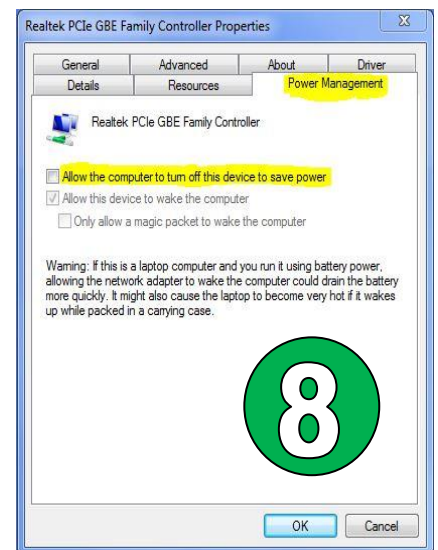 Realtek PCIe GBE Family Controller Properties
General Advanced About Driver
Details Resources Power Management
Realtek PCIe GBE Family Controller
Allow the computer to turn off this device to save power
Allow this device to wake the computer
Only allow a magic packet to wake the computer
Warning: If this is a laptop computer and you run it using battery power,
allowing the network adapter to wake the computer could drain the battery
more quickly. It might also cause the laptop to become very hot if it wakes
up while packed in a carrying case.
8
OK Cancel